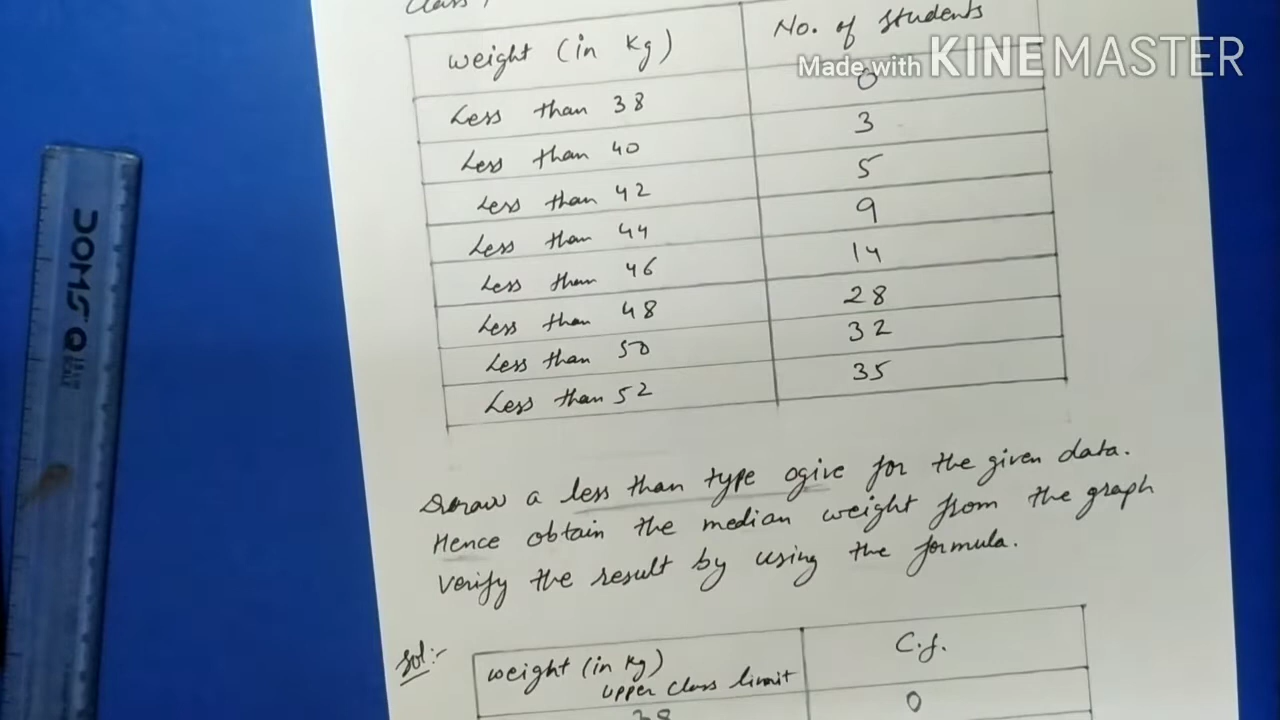 Class
weight (in kg) No. of students
Made with KINEMASTER
Less than 38 0
Less than 40 3
Less than 42 5
Less than 44 9
Less than 46 14
Less than 48 28
Less than 50 32
Less than 52 35
Draw a less than type ogive for the given data.
Hence obtain the median weight from the graph
Verify the result by using the formula.
Sol:-
weight (in kg) C.f.
upper class limit
38 0
DOMS